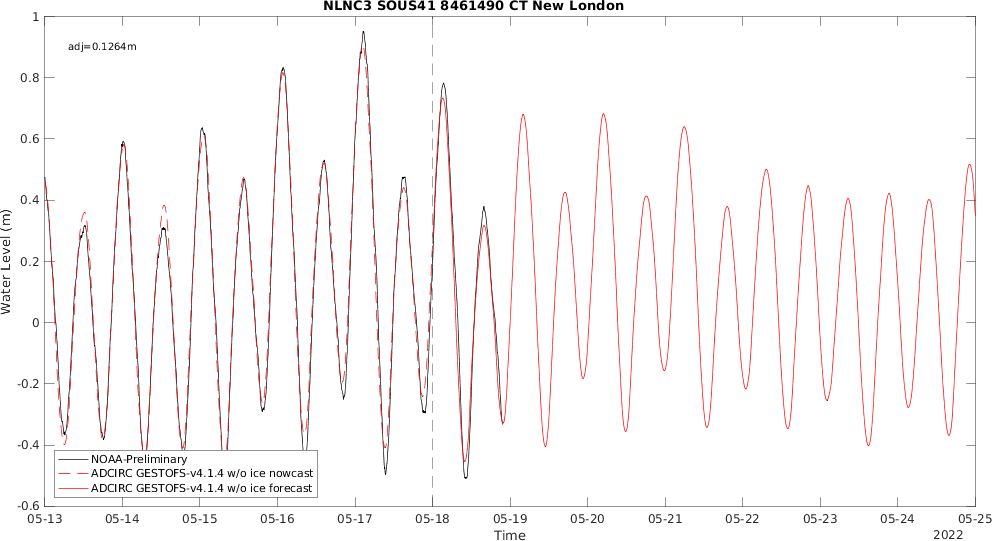 NLNC3 SOUS41 8461490 CT New London
adj=0.1264m
1
0.8
0.6
0.4
0.2
0
-0.2
-0.4
-0.6
Water Level (m)
NOAA-Preliminary
ADCIRC GESTOFS-v4.1.4 w/o ice nowcast
ADCIRC GESTOFS-v4.1.4 w/o ice forecast
05-13 05-14 05-15 05-16 05-17 05-18 05-19 05-20 05-21 05-22 05-23 05-24 05-25
Time
2022